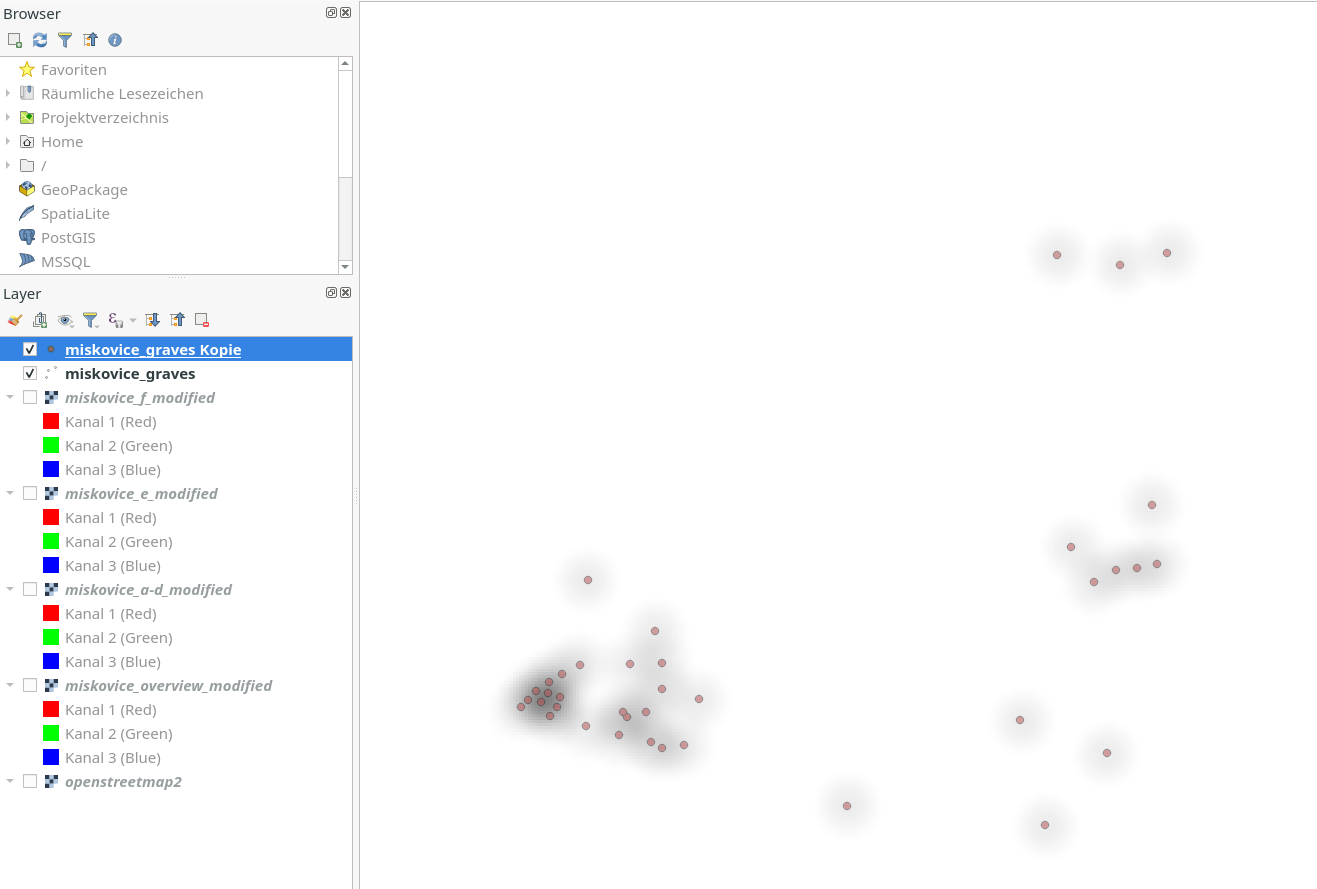 Browser
Favoriten
Räumliche Lesezeichen
Projektverzeichnis
Home
/
GeoPackage
SpatiaLite
PostGIS
MSSQL
Layer
miskovice_graves Kopie
miskovice_graves
miskovice_f_modified
Kanal 1 (Red)
Kanal 2 (Green)
Kanal 3 (Blue)
miskovice_e_modified
Kanal 1 (Red)
Kanal 2 (Green)
Kanal 3 (Blue)
miskovice_a-d_modified
Kanal 1 (Red)
Kanal 2 (Green)
Kanal 3 (Blue)
miskovice_overview_modified
Kanal 1 (Red)
Kanal 2 (Green)
Kanal 3 (Blue)
openstreetmap2